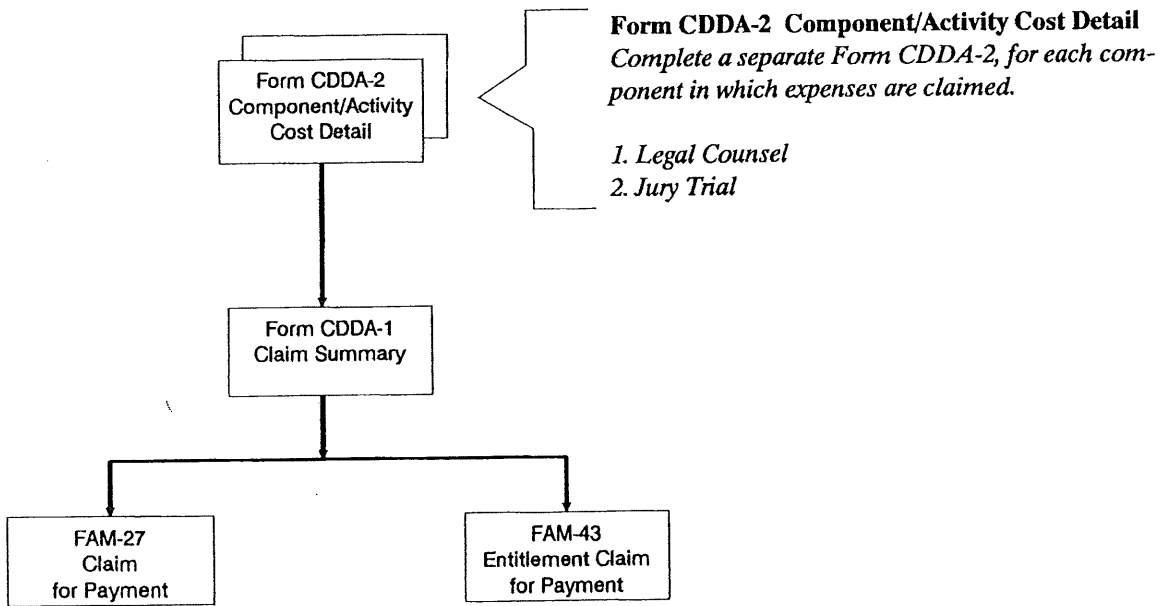 Form CDDA-2
Component/Activity
Cost Detail
Form CDDA-2 Component/Activity Cost Detail
Complete a separate Form CDDA-2, for each com-
ponent in which expenses are claimed.
1. Legal Counsel
2. Jury Trial
Form CDDA-1
Claim Summary
FAM-27
Claim
for Payment
FAM-43
Entitlement Claim
for Payment